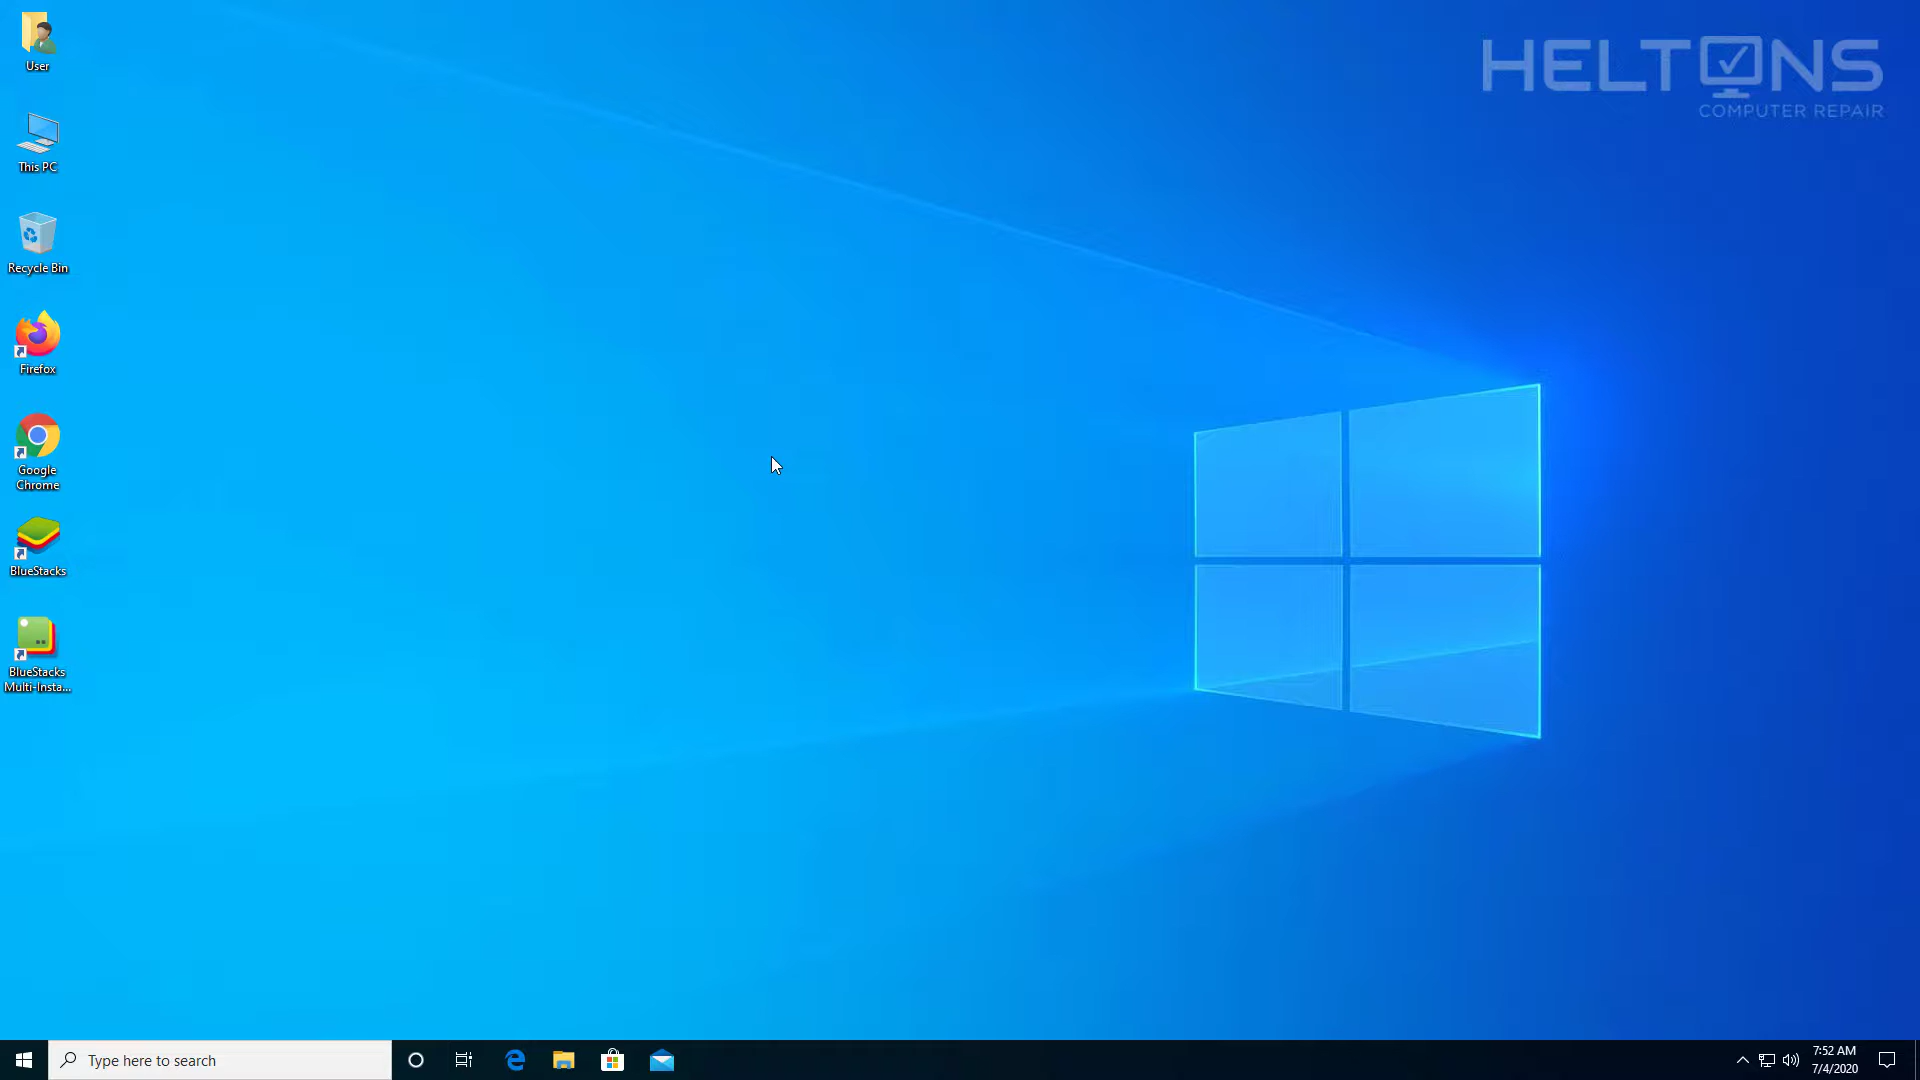 User
This PC
Recycle Bin
Firefox
Google
Chrome
BlueStacks
BlueStacks
Multi-Insta...
HELTONS
COMPUTER REPAIR
Type here to search
7:52 AM
7/4/2020